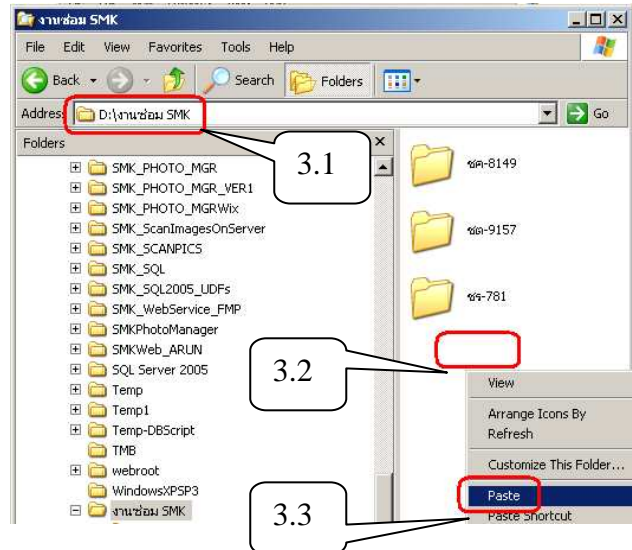 งานซ่อม SMK
File Edit View Favorites Tools Help
Back Search Folders
Address D:\งานซ่อม SMK Go
Folders x
SMK_PHOTO_MGR
SMK_PHOTO_MGR_VER1
SMK_PHOTO_MGRWix
SMK_ScanImagesOnServer
SMK_SCANPICS
SMK_SQL
SMK_SQL2005_UDFs
SMK_WebService_FMP
SMKPhotoManager
SMKWeb_ARUN
SQL Server 2005
Temp
Temp1
Temp-DBScript
TMB
webroot
WindowsXPSP3
งานซ่อม SMK
3.1
ชค-8149
ชต-9157
ชร-781
3.2
View
Arrange Icons By
Refresh
Customize This Folder...
Paste
Paste Shortcut
3.3